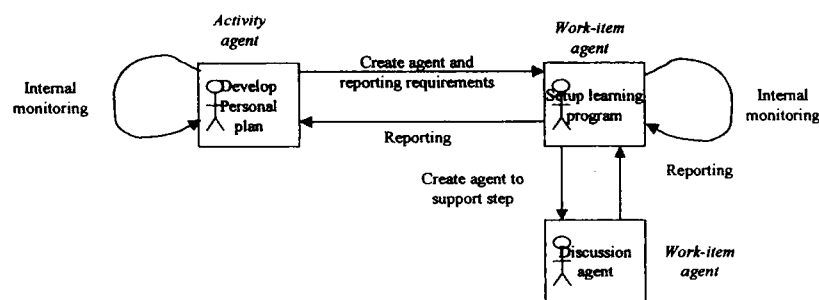 Activity
agent
Work-item
agent
Internal
monitoring
Develop
Personal
plan
Create agent and
reporting requirements
Reporting
Setup learning
program
Internal
monitoring
Create agent to
support step
Reporting
Discussion
agent
Work-item
agent